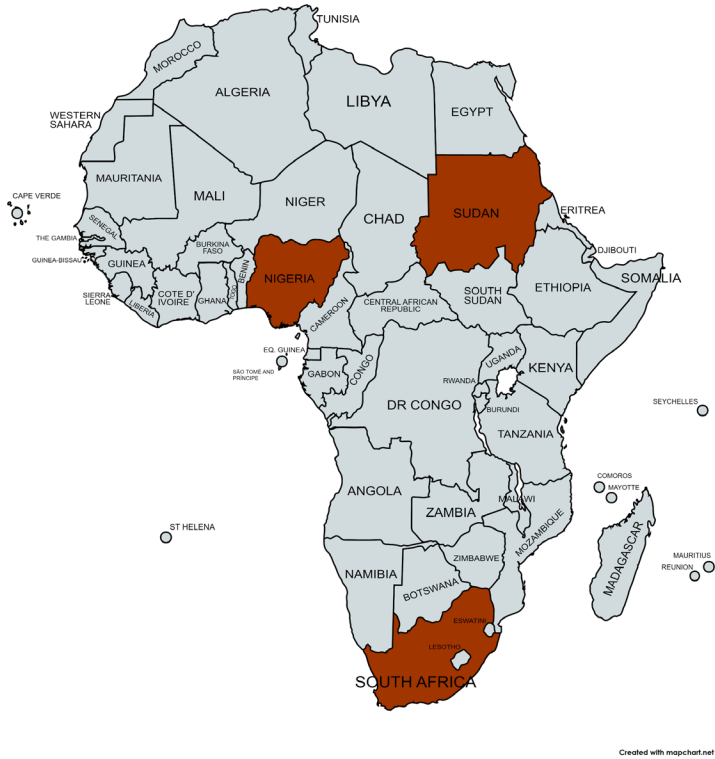 TUNISIA
MOROCCO
ALGERIA
LIBYA
EGYPT
WESTERN
SAHARA
MAURITANIA
MALI
NIGER
CHAD
SUDAN
ERITREA
CAPE VERDE
SENEGAL
THE GAMBIA
GUINEA-BISSAU
GUINEA
BURKINA
FASO
BENIN
NIGERIA
DJIBOUTI
SOMALIA
ETHIOPIA
SIERRA
LEONE
LIBERIA
COTE D'
IVOIRE
GHANA
TOGO
CAMEROON
CENTRAL AFRICAN
REPUBLIC
SOUTH
SUDAN
EQ. GUINEA
SÃO TOMÉ AND
PRÍNCIPE
GABON
CONGO
UGANDA
KENYA
RWANDA
DR CONGO
BURUNDI
SEYCHELLES
TANZANIA
COMOROS
MAYOTTE
ANGOLA
ZAMBIA
MALAWI
MOZAMBIQUE
ST HELENA
MADAGASCAR
MAURITIUS
REUNION
NAMIBIA
ZIMBABWE
BOTSWANA
ESWATINI
LESOTHO
SOUTH AFRICA
Created with mapchart.net